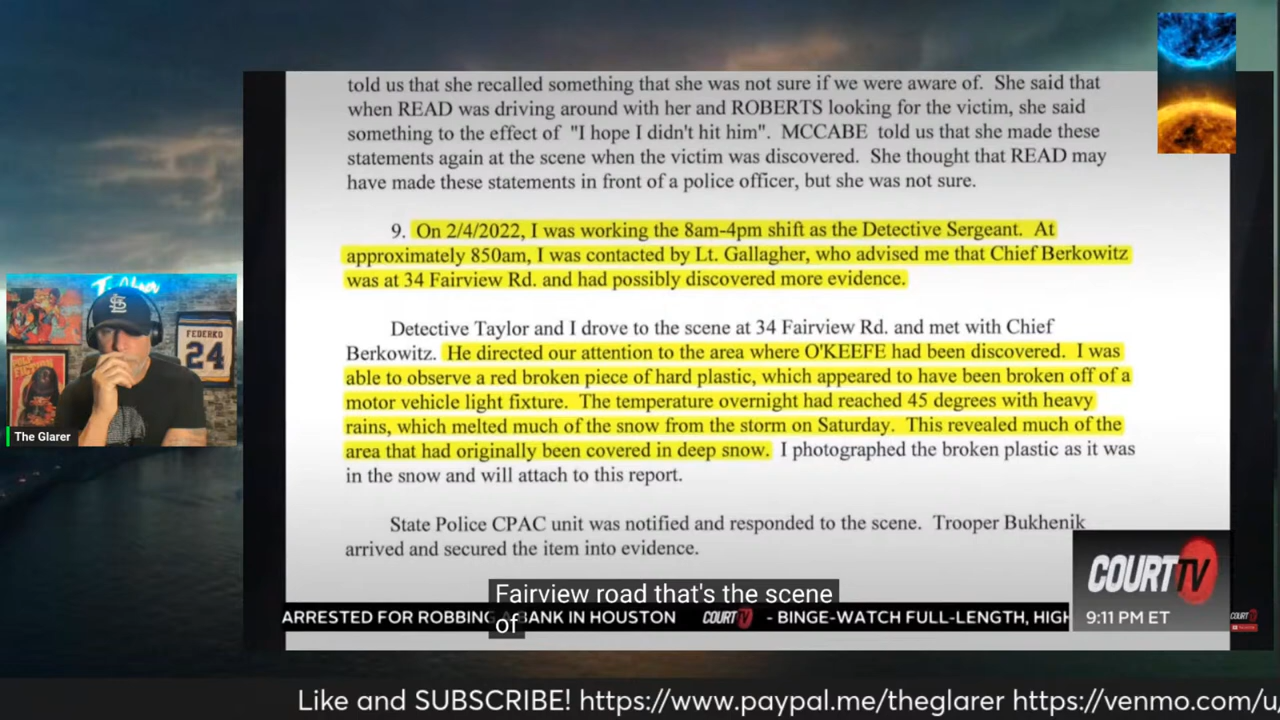 told us that she recalled something that she was not sure if we were aware of. She said that
when READ was driving around with her and ROBERTS looking for the victim, she said
something to the effect of "I hope I didn't hit him". MCCABE told us that she made these
statements again at the scene when the victim was discovered. She thought that READ may
have made these statements in front of a police officer, but she was not sure.
9. On 2/4/2022, I was working the 8am-4pm shift as the Detective Sergeant. At
approximately 850am, I was contacted by Lt. Gallagher, who advised me that Chief Berkowitz
was at 34 Fairview Rd. and had possibly discovered more evidence.
Detective Taylor and I drove to the scene at 34 Fairview Rd. and met with Chief
Berkowitz. He directed our attention to the area where O'KEEFE had been discovered. I was
able to observe a red broken piece of hard plastic, which appeared to have been broken off of a
motor vehicle light fixture. The temperature overnight had reached 45 degrees with heavy
rains, which melted much of the snow from the storm on Saturday. This revealed much of the
area that had originally been covered in deep snow. I photographed the broken plastic as it was
in the snow and will attach to this report.
State Police CPAC unit was notified and responded to the scene. Trooper Bukhenik
arrived and secured the item into evidence.
FEDERKO
24
The Glarer
COURT TV
9:11 PM ET
Fairview road that's the scene
of
ARRESTED FOR ROBBING A BANK IN HOUSTON COURT TV - BINGE-WATCH FULL-LENGTH, HIGH
Like and SUBSCRIBE! https://www.paypal.me/theglarer https://venmo.com/u/